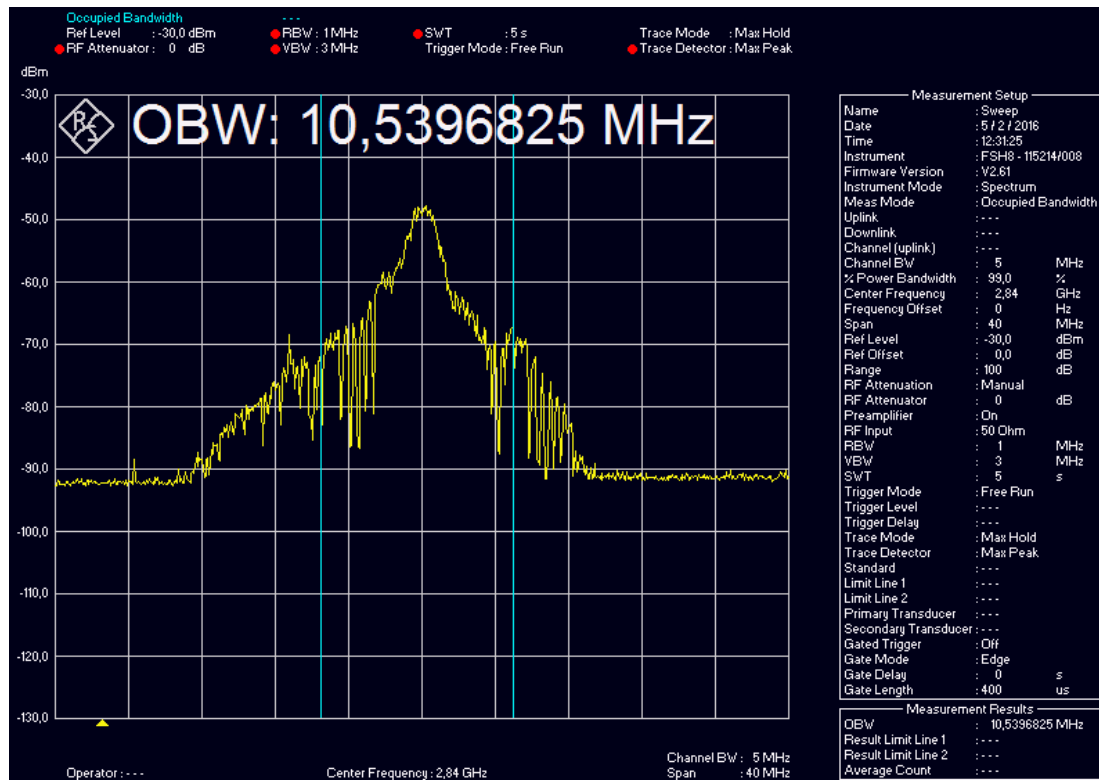 Occupied Bandwidth - - -
Ref Level : -30,0 dBm RBW : 1 MHz SWT : 5 s Trace Mode : Max Hold
RF Attenuator : 0 dB VBW : 3 MHz Trigger Mode : Free Run Trace Detector : Max Peak
dBm
-30,0
R&S OBW: 10,5396825 MHz
-40,0
-50,0
-60,0
-70,0
-80,0
-90,0
-100,0
-110,0
-120,0
-130,0
Channel BW : 5 MHz
Operator : - - - Center Frequency : 2,84 GHz Span : 40 MHz
Measurement Setup
Name : Sweep
Date : 5 / 2 / 2016
Time : 12:31:25
Instrument : FSH8 - 115214/008
Firmware Version : V2.61
Instrument Mode : Spectrum
Meas Mode : Occupied Bandwidth
Uplink : - - -
Downlink : - - -
Channel (uplink) : - - -
Channel BW : 5 MHz
% Power Bandwidth : 99,0 %
Center Frequency : 2,84 GHz
Frequency Offset : 0 Hz
Span : 40 MHz
Ref Level : -30,0 dBm
Ref Offset : 0,0 dB
Range : 100 dB
RF Attenuation : Manual
RF Attenuator : 0 dB
Preamplifier : On
RF Input : 50 Ohm
RBW : 1 MHz
VBW : 3 MHz
SWT : 5 s
Trigger Mode : Free Run
Trigger Level : - - -
Trigger Delay : - - -
Trace Mode : Max Hold
Trace Detector : Max Peak
Standard : - - -
Limit Line 1 : - - -
Limit Line 2 : - - -
Primary Transducer : - - -
Secondary Transducer : - - -
Gated Trigger : Off
Gate Mode : Edge
Gate Delay : 0 s
Gate Length : 400 us
Measurement Results
OBW : 10,5396825 MHz
Result Limit Line 1 : - - -
Result Limit Line 2 : - - -
Average Count : - - -